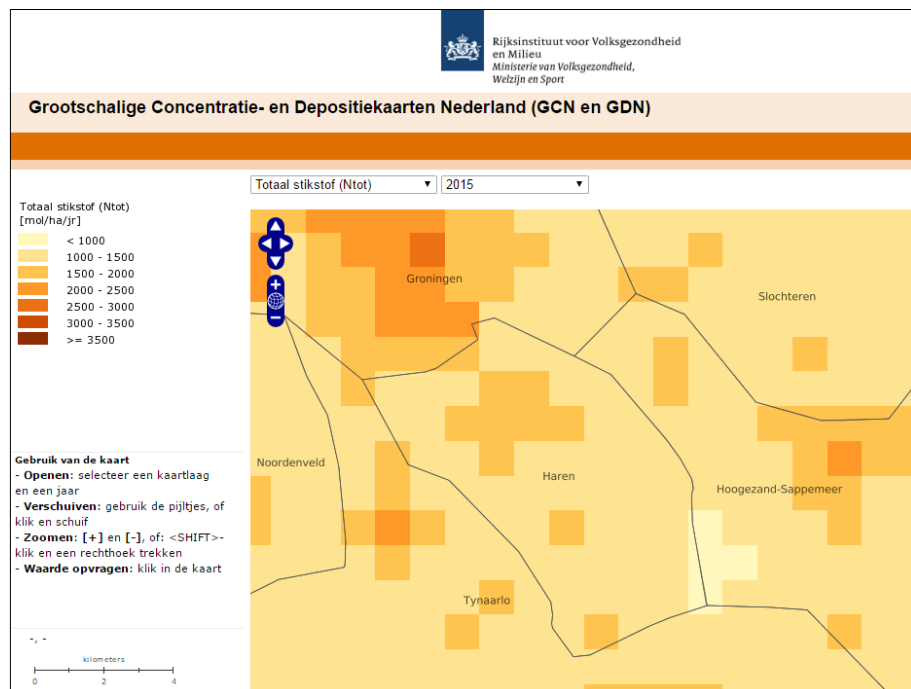 Rijksinstituut voor Volksgezondheid
en Milieu
Ministerie van Volksgezondheid,
Welzijn en Sport
Grootschalige Concentratie- en Depositiekaarten Nederland (GCN en GDN)
Totaal stikstof (Ntot)
2015
Totaal stikstof (Ntot)
[mol/ha/jr]
< 1000
1000 - 1500
1500 - 2000
2000 - 2500
2500 - 3000
3000 - 3500
>= 3500
Groningen
Slochteren
Noordenveld
Haren
Hoogezand-Sappemeer
Tynaarlo
Gebruik van de kaart
- Openen: selecteer een kaartlaag
en een jaar
- Verschuiven: gebruik de pijltjes, of
klik en schuif
- Zoomen: [+] en [-], of: <SHIFT>-
klik en een rechthoek trekken
- Waarde opvragen: klik in de kaart
-, -
kilometers
0 2 4